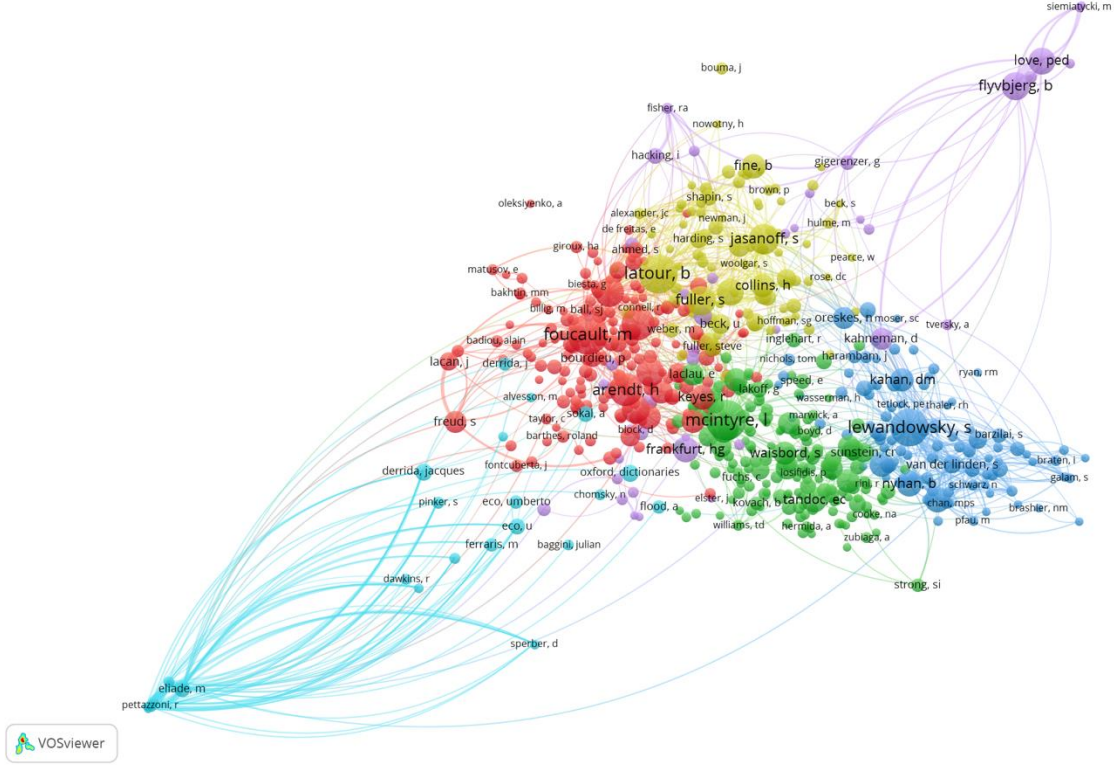 siemiatycki, m
love, ped
bouma, j
flyvbjerg, b
fisher, ra
nowotny, h
hacking, i
gigerenzer, g
fine, b
brown, p
shapin, s
oleksiyenko, a
beck, s
alexander, jc
newman, j
hulme, m
de freitas, e
harding, s
jasanoff, s
giroux, ha
ahmed, s
pearce, w
woolgar, s
matusov, e
latour, b
rose, dc
biesta, g
collins, h
bakhtin, mm
fuller, s
billig, m
ball, sj
connell, r
oreskes, n
moser, sc
weber, m
beck, u
hoffman, sg
tversky, a
foucault, m
badiou, alain
fuller, steve
inglehart, r
kahneman, d
lacan, j
derrida, j
bourdieu, p
nichols, tom
harambam, j
laclau, e
ryan, rm
lakoff, g
speed, e
kahan, dm
arendt, h
keyes, r
wasserman, h
alvesson, m
tetlock, pe
thaler, rh
freud, s
taylor, c
sokal, a
mcintyre, l
marwick, a
lewandowsky, s
block, d
boyd, d
barthes, roland
barzilai, s
frankfurt, hg
waisbord, s
sunstein, cr
fontcuberta, j
van der linden, s
braten, i
derrida, jacques
oxford, dictionaries
fuchs, c
josifidis, p
rini, r
nyhan, b
schwarz, n
galam, s
pinker, s
eco, umberto
chomsky, n
elster, j
kovach, b
tandoc, ec
chan, mps
brashier, nm
flood, a
cooke, na
eco, u
williams, td
hermida, a
pfau, m
ferraris, m
baggini, julian
zubiaga, a
dawkins, r
strong, si
sperber, d
eliade, m
pettazzoni, r
VOSviewer